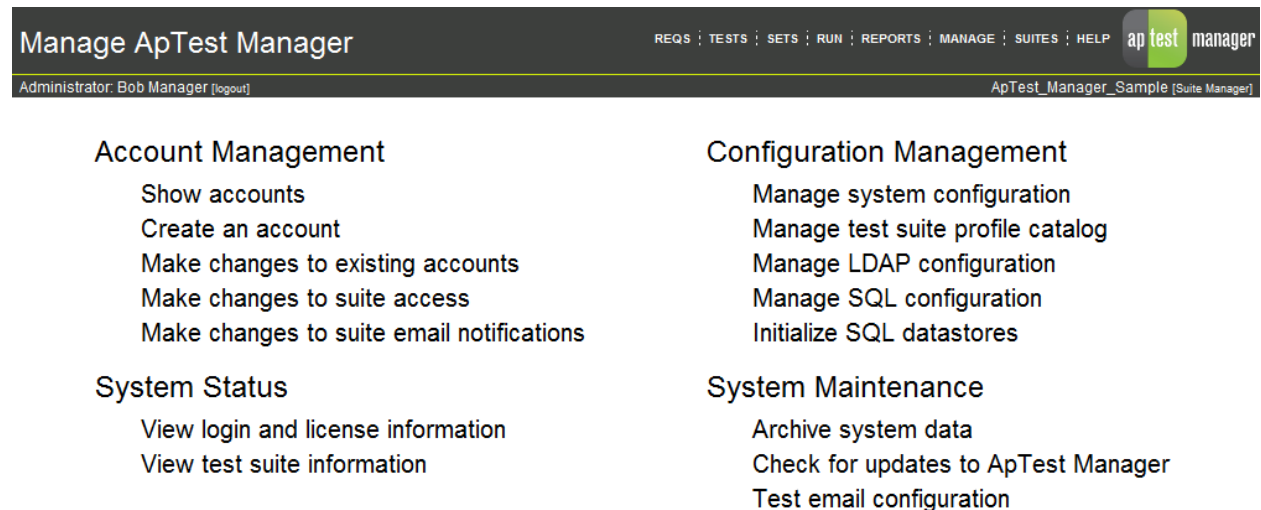 Manage ApTest Manager
REQS ¦ TESTS ¦ SETS ¦ RUN ¦ REPORTS ¦ MANAGE ¦ SUITES ¦ HELP
ap test manager
Administrator: Bob Manager [logout]
ApTest_Manager_Sample [Suite Manager]
Account Management
Show accounts
Create an account
Make changes to existing accounts
Make changes to suite access
Make changes to suite email notifications
System Status
View login and license information
View test suite information
Configuration Management
Manage system configuration
Manage test suite profile catalog
Manage LDAP configuration
Manage SQL configuration
Initialize SQL datastores
System Maintenance
Archive system data
Check for updates to ApTest Manager
Test email configuration